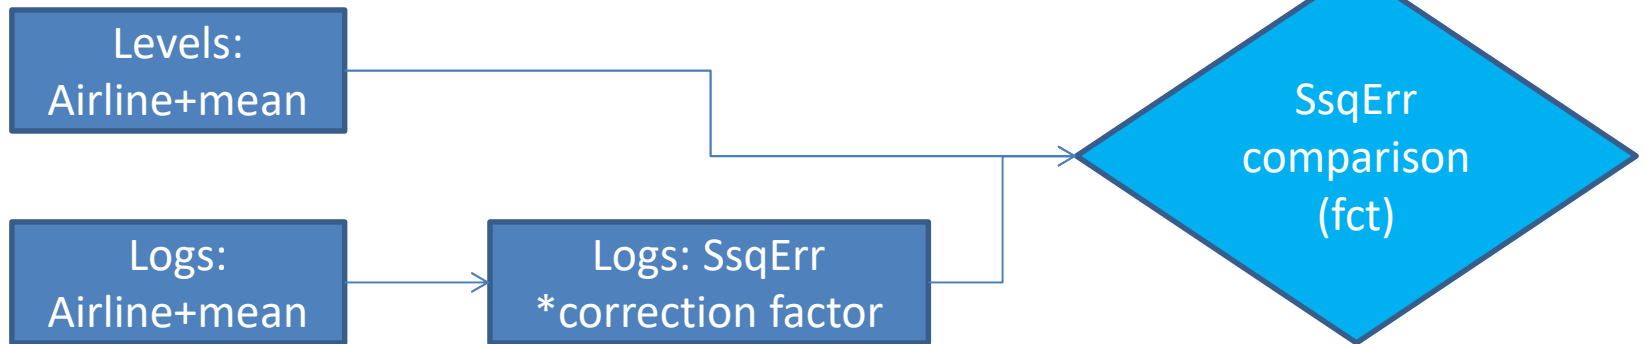 Levels:
Airline+mean
Logs:
Airline+mean
Logs: SsqErr
*correction factor
SsqErr
comparison
(fct)